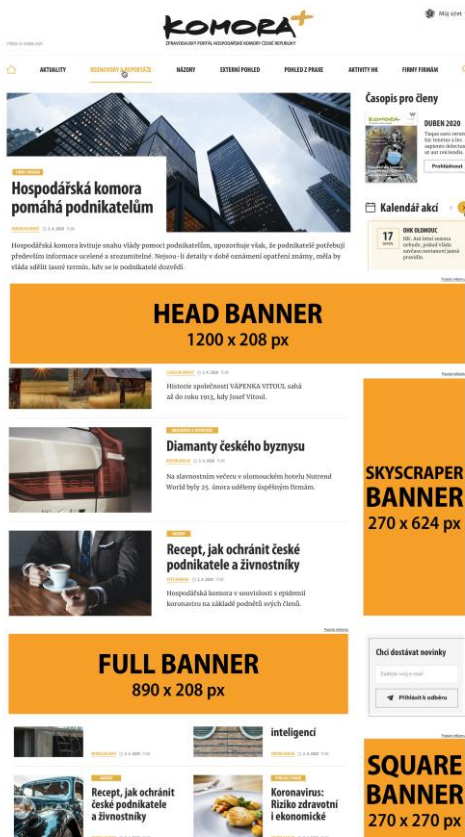 Můj účet
KOMORA+
ZPRAVODAJSKÝ PORTÁL HOSPODÁŘSKÉ KOMORY ČESKÉ REPUBLIKY
AKTUALITY
ROZHOVORY A REPORTÁŽE
NÁZORY
EXTERNÍ POHLED
POHLED Z PRAXE
AKTIVITY HK
FIRMY FIRMÁM
Hospodářská komora
pomáhá podnikatelům
Hospodářská komora kvituje snahu vlády pomoci podnikatelům, upozorňuje však, že podnikatelé potřebují
především informace ucelené a srozumitelné. Nejsou-li detaily v době oznámení opatření známy, měla by
vláda sdělit jasný termín, kdy se je podnikatelé dozvědí.
Časopis pro členy
KOMORA+
DUBEN 2020
Prohlédnout
Kalendář akcí
17
OHK OLOMOUC
HEAD BANNER
1200 x 208 px
Historie společnosti VÁPENKA VITOUL sahá
až do roku 1913, kdy Josef Vitoul.
Diamanty českého byznysu
Na slavnostním večeru v olomouckém hotelu Nutrend
World byly 25. února uděleny úspěšným firmám.
Recept, jak ochránit české
podnikatele a živnostníky
Hospodářská komora v souvislosti s epidemií
koronaviru na základě podnětů svých členů.
SKYSCRAPER
BANNER
270 x 624 px
FULL BANNER
890 x 208 px
Chci dostávat novinky
Zadejte svůj e-mail
Přihlásit k odběru
inteligencí
Recept, jak ochránit
české podnikatele
a živnostníky
Koronavirus:
Riziko zdravotní
i ekonomické
SQUARE
BANNER
270 x 270 px